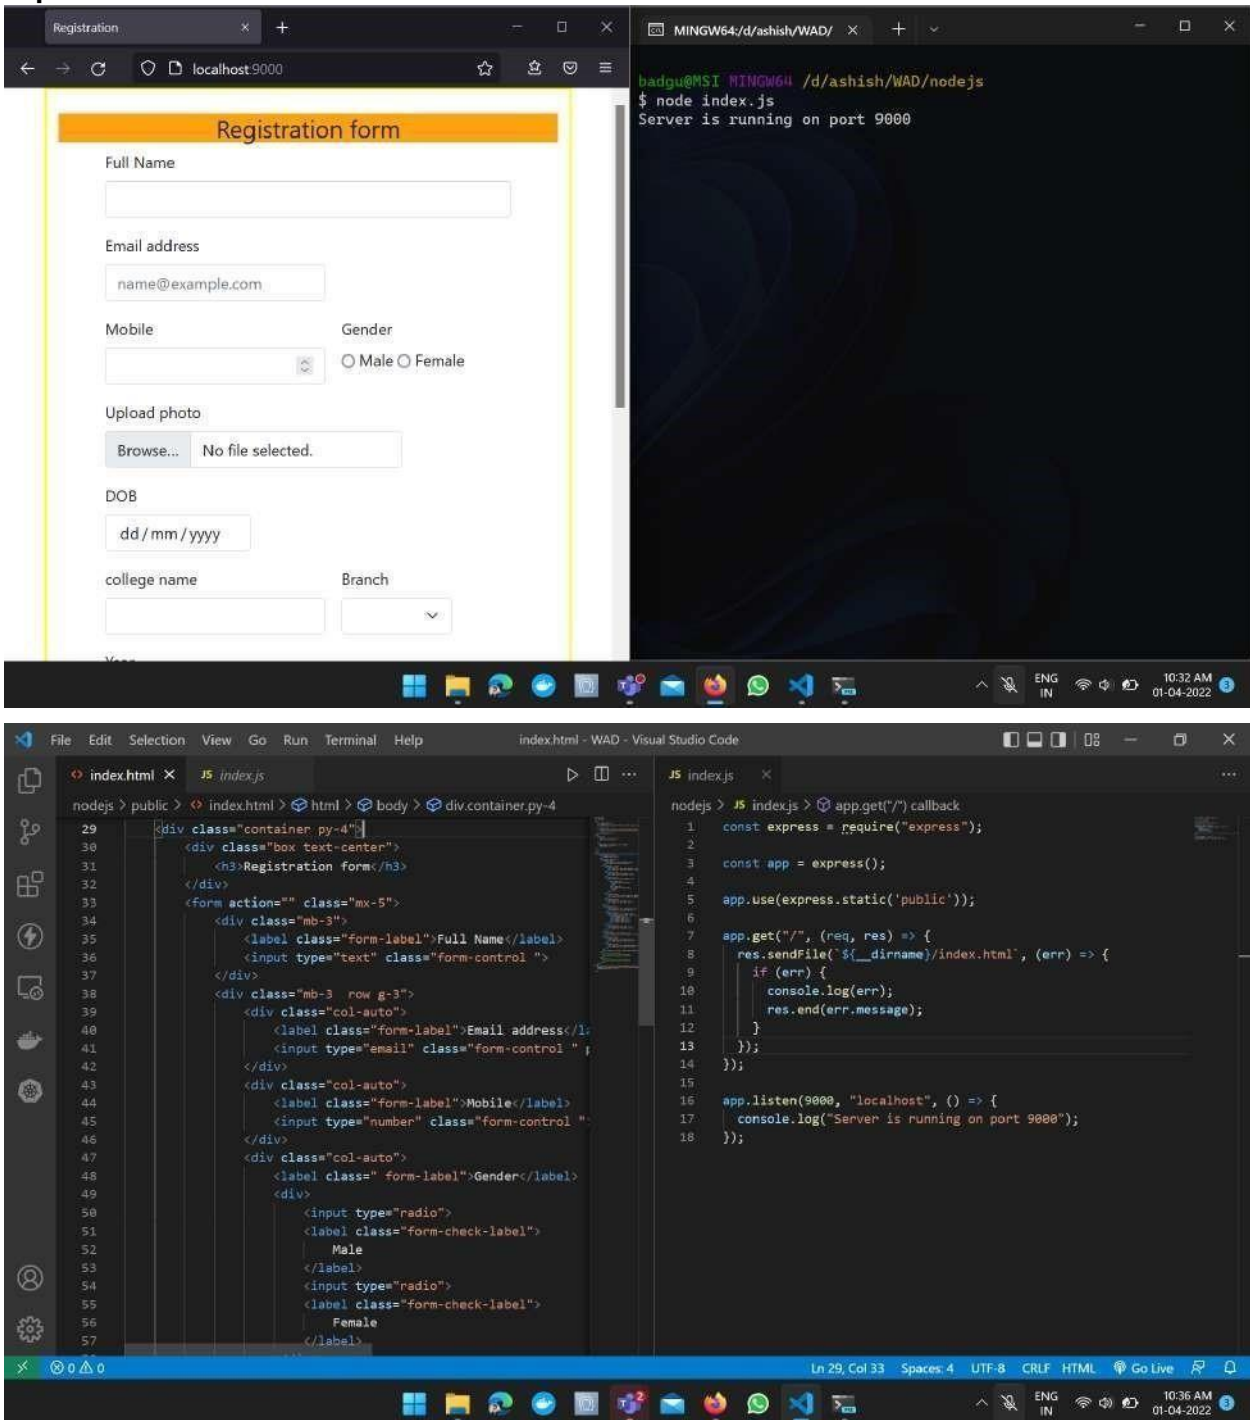 Registration
MINGW64:/d/ashish/WAD/
localhost:9000
badgu@MSI MINGW64 /d/ashish/WAD/nodejs
$ node index.js
Server is running on port 9000
Registration form
Full Name
Email address
name@example.com
Mobile Gender
Male Female
Upload photo
Browse... No file selected.
DOB
dd / mm / yyyy
college name Branch
ENG
IN
10:32 AM
01-04-2022
3
File Edit Selection View Go Run Terminal Help
index.html - WAD - Visual Studio Code
index.html JS index.js
nodejs > public > index.html > html > body > div.container.py-4
29 <div class="container py-4">
30 <div class="box text-center">
31 <h3>Registration form</h3>
32 </div>
33 <form action="" class="mx-5">
34 <div class="mb-3">
35 <label class="form-label">Full Name</label>
36 <input type="text" class="form-control ">
37 </div>
38 <div class="mb-3  row g-3">
39 <div class="col-auto">
40 <label class="form-label">Email address</la
41 <input type="email" class="form-control " p
42 </div>
43 <div class="col-auto">
44 <label class="form-label">Mobile</label>
45 <input type="number" class="form-control "
46 </div>
47 <div class="col-auto">
48 <label class=" form-label">Gender</label>
49 <div>
50 <input type="radio">
51 <label class="form-check-label">
52 Male
53 </label>
54 <input type="radio">
55 <label class="form-check-label">
56 Female
57 </label>
JS index.js
nodejs > JS index.js > app.get("/") callback
1 const express = require("express");
2
3 const app = express();
4
5 app.use(express.static('public'));
6
7 app.get("/", (req, res) => {
8 res.sendFile(`${__dirname}/index.html`, (err) => {
9 if (err) {
10 console.log(err);
11 res.end(err.message);
12 }
13 });
14 });
15
16 app.listen(9000, "localhost", () => {
17 console.log("Server is running on port 9000");
18 });
0 0
Ln 29, Col 33 Spaces: 4 UTF-8 CRLF HTML Go Live
2
ENG
IN
10:36 AM
01-04-2022
3